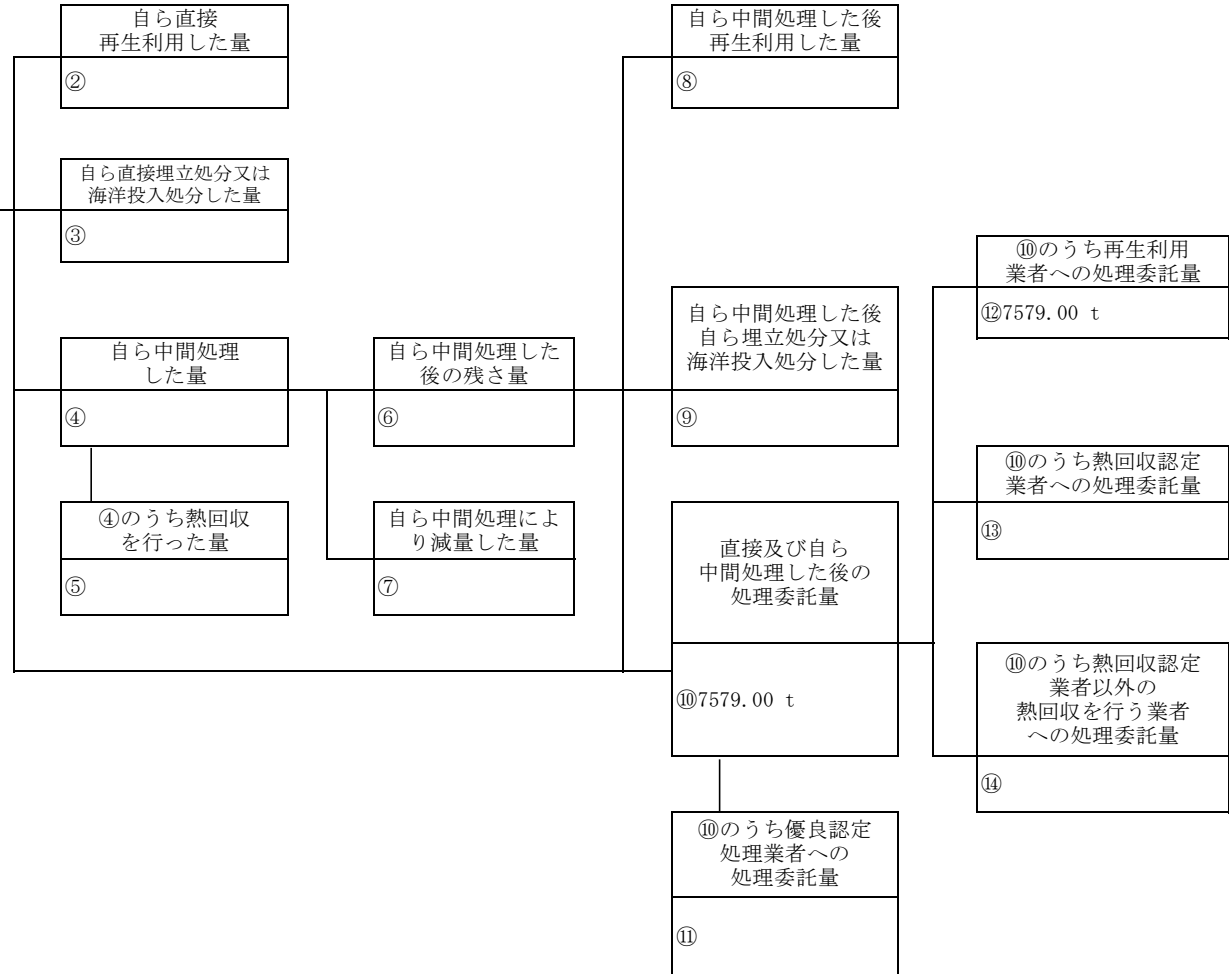 自ら直接
再生利用した量
②
自ら直接埋立処分又は
海洋投入処分した量
③
自ら中間処理
した量
④
④のうち熱回収
を行った量
⑤
自ら中間処理した
後の残さ量
⑥
自ら中間処理によ
り減量した量
⑦
自ら中間処理した後
再生利用した量
⑧
自ら中間処理した後
自ら埋立処分又は
海洋投入処分した量
⑨
直接及び自ら
中間処理した後の
処理委託量
⑩7579.00 t
⑩のうち優良認定
処理業者への
処理委託量
⑪
⑩のうち再生利用
業者への処理委託量
⑫7579.00 t
⑩のうち熱回収認定
業者への処理委託量
⑬
⑩のうち熱回収認定
業者以外の
熱回収を行う業者
への処理委託量
⑭